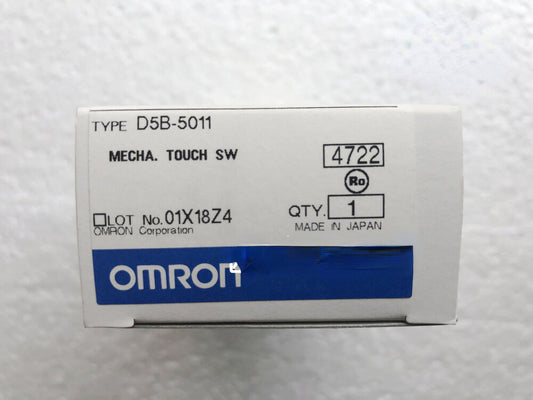 TYPE D5B-5011
MECHA. TOUCH SW 4722
Ro
LOT No. 01X18Z4 QTY. 1
OMRON Corporation MADE IN JAPAN
OMRON